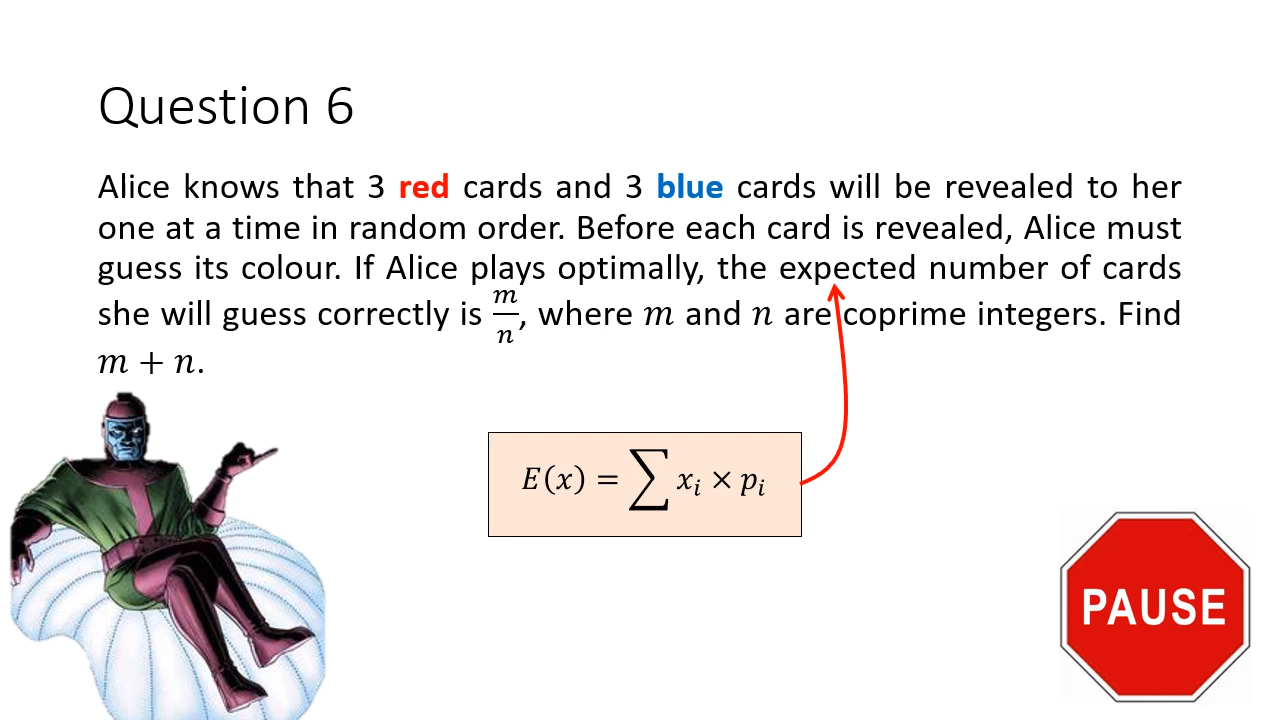 Question 6
Alice knows that 3 red cards and 3 blue cards will be revealed to her
one at a time in random order. Before each card is revealed, Alice must
guess its colour. If Alice plays optimally, the expected number of cards
she will guess correctly is m/n, where m and n are coprime integers. Find
m + n.
E(x) = ∑ xᵢ × pᵢ
PAUSE